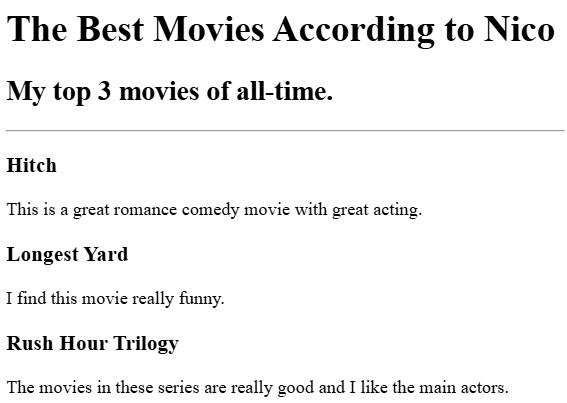 The Best Movies According to Nico
My top 3 movies of all-time.
Hitch
This is a great romance comedy movie with great acting.
Longest Yard
I find this movie really funny.
Rush Hour Trilogy
The movies in these series are really good and I like the main actors.